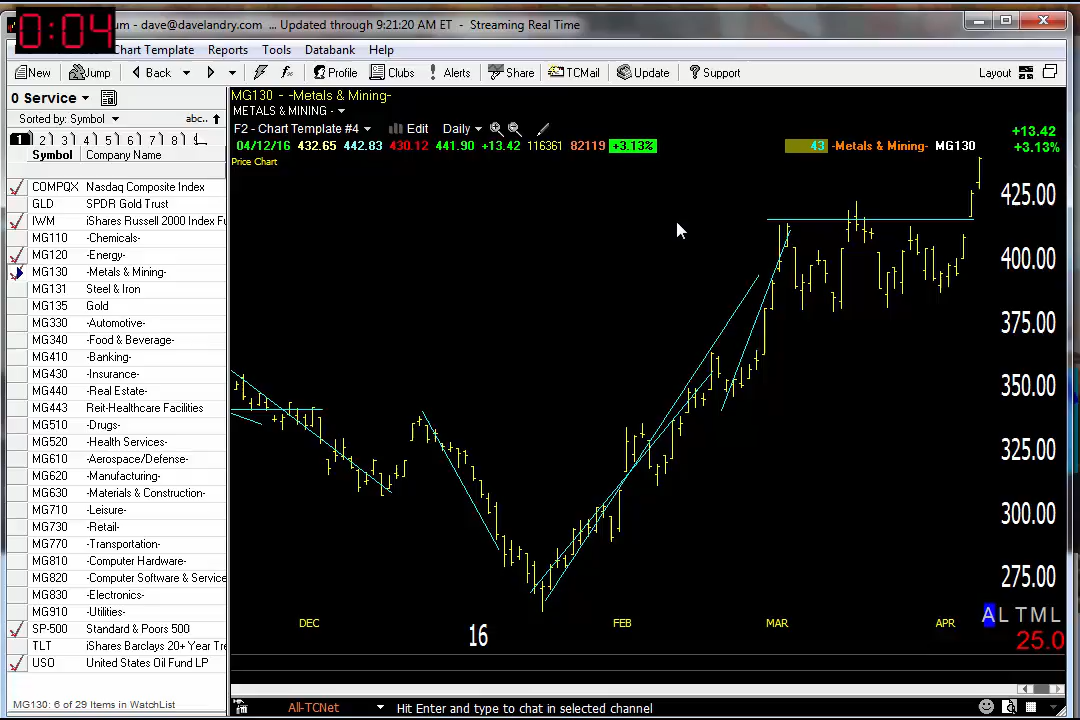 0:04
um - dave@davelandry.com ... Updated through 9:21:20 AM ET - Streaming Real Time
Chart Template Reports Tools Databank Help
New Jump Back Profile Clubs Alerts Share TCMail Update Support Layout
0 Service
Sorted by: Symbol abc..
1 2 3 4 5 6 7 8
Symbol Company Name
COMPQX Nasdaq Composite Index
GLD SPDR Gold Trust
IWM iShares Russell 2000 Index Fu
MG110 -Chemicals-
MG120 -Energy-
MG130 -Metals & Mining-
MG131 Steel & Iron
MG135 Gold
MG330 -Automotive-
MG340 -Food & Beverage-
MG410 -Banking-
MG430 -Insurance-
MG440 -Real Estate-
MG443 Reit-Healthcare Facilities
MG510 -Drugs-
MG520 -Health Services-
MG610 -Aerospace/Defense-
MG620 -Manufacturing-
MG630 -Materials & Construction-
MG710 -Leisure-
MG730 -Retail-
MG770 -Transportation-
MG810 -Computer Hardware-
MG820 -Computer Software & Service
MG830 -Electronics-
MG910 -Utilities-
SP-500 Standard & Poors 500
TLT iShares Barclays 20+ Year Tre
USO United States Oil Fund LP
MG130: 6 of 29 Items in WatchList
MG130 - -Metals & Mining-
METALS & MINING -
F2 - Chart Template #4 Edit Daily
04/12/16 432.65 442.83 430.12 441.90 +13.42 116361 82119 +3.13% 43 -Metals & Mining- MG130
+13.42
+3.13%
Price Chart
425.00
400.00
375.00
350.00
325.00
300.00
275.00
DEC 16 FEB MAR APR
A L T M L
25.0
All-TCNet Hit Enter and type to chat in selected channel